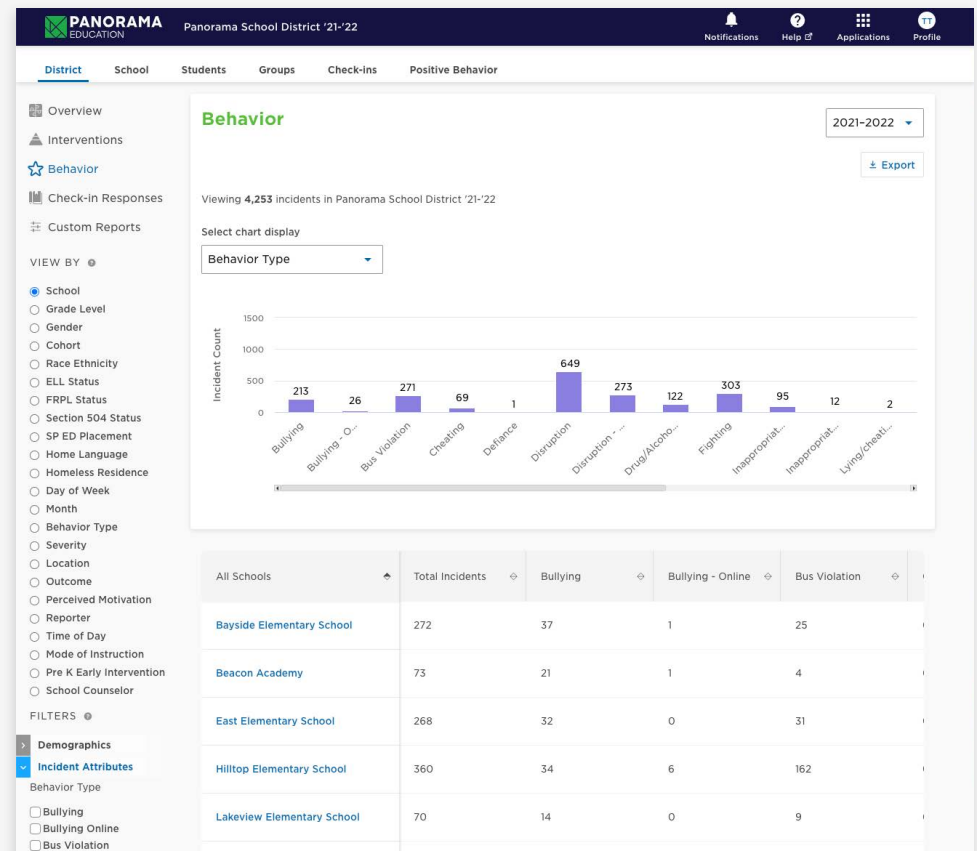 PANORAMA
EDUCATION
Panorama School District '21-'22
Notifications
Help
Applications
TT
Profile
District School Students Groups Check-ins Positive Behavior
Overview
Interventions
Behavior
Check-in Responses
Custom Reports
VIEW BY
School
Grade Level
Gender
Cohort
Race Ethnicity
ELL Status
FRPL Status
Section 504 Status
SP ED Placement
Home Language
Homeless Residence
Day of Week
Month
Behavior Type
Severity
Location
Outcome
Perceived Motivation
Reporter
Time of Day
Mode of Instruction
Pre K Early Intervention
School Counselor
FILTERS
Demographics
Incident Attributes
Behavior Type
Bullying
Bullying Online
Bus Violation
Behavior
2021-2022
Export
Viewing 4,253 incidents in Panorama School District '21-'22
Select chart display
Behavior Type
Incident Count
1500
1000
500
0
213 26 271 69 1 649 273 122 303 95 12 2
Bullying
Bullying - O...
Bus Violation
Cheating
Defiance
Disruption
Disruption - ...
Drug/Alcoho...
Fighting
Inappropriat...
Inappropriat...
Lying/cheati...
All Schools Total Incidents Bullying Bullying - Online Bus Violation
Bayside Elementary School 272 37 1 25
Beacon Academy 73 21 1 4
East Elementary School 268 32 0 31
Hilltop Elementary School 360 34 6 162
Lakeview Elementary School 70 14 0 9